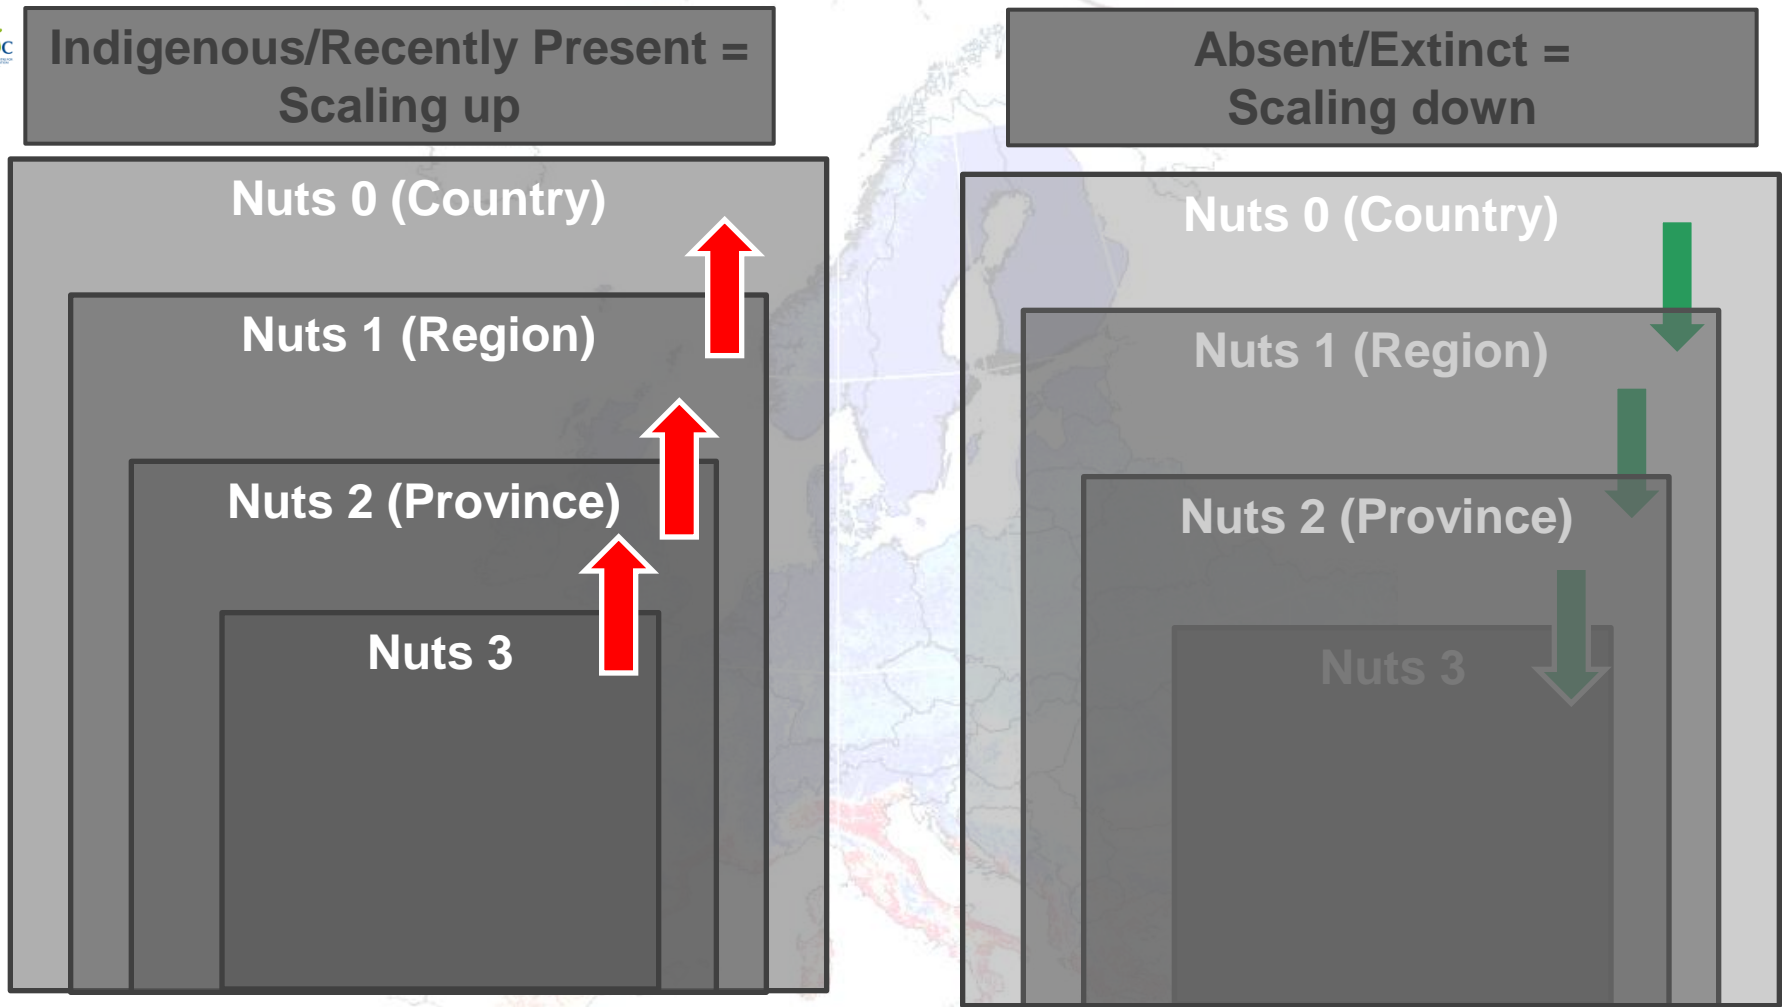 Indigenous/Recently Present =
Scaling up
Nuts 0 (Country)
Nuts 1 (Region)
Nuts 2 (Province)
Nuts 3
Absent/Extinct =
Scaling down
Nuts 0 (Country)
Nuts 1 (Region)
Nuts 2 (Province)
Nuts 3